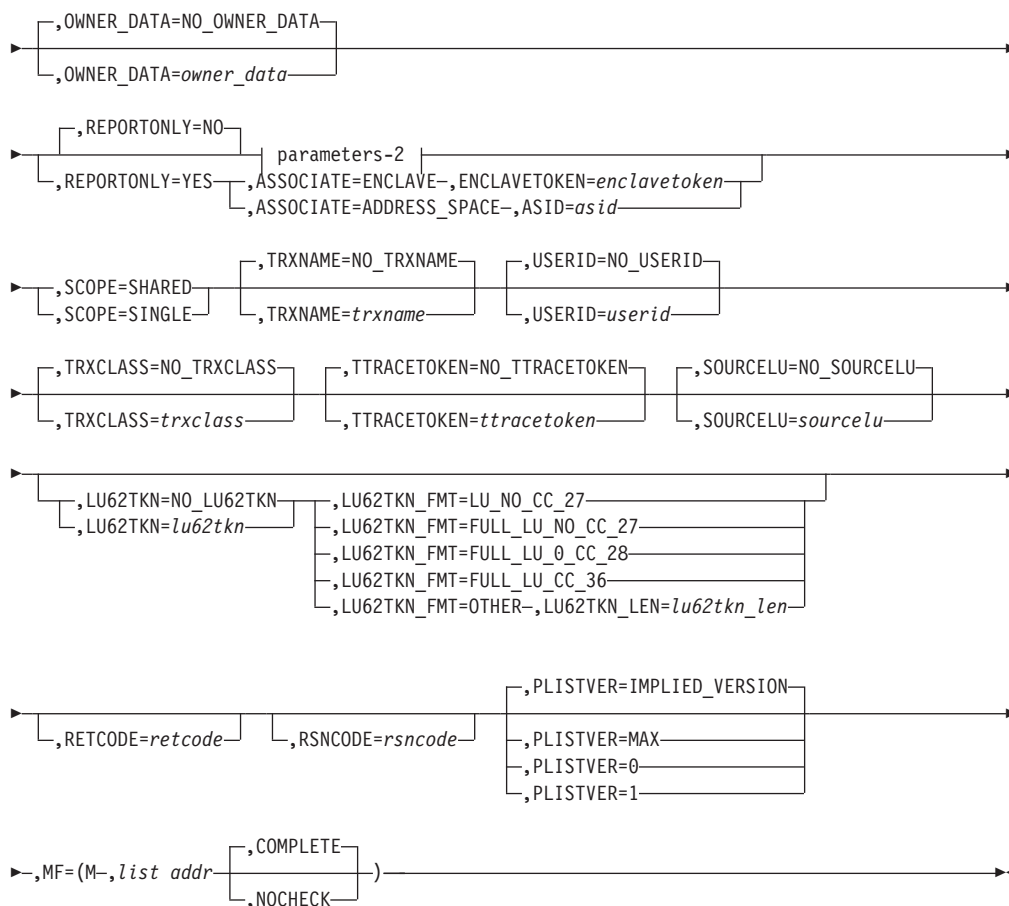 ,OWNER_DATA=NO_OWNER_DATA
,OWNER_DATA=owner_data
,REPORTONLY=NO
parameters-2
,REPORTONLY=YES ,ASSOCIATE=ENCLAVE ,ENCLAVETOKEN=enclavetoken
,ASSOCIATE=ADDRESS_SPACE ,ASID=asid
,TRXNAME=NO_TRXNAME ,USERID=NO_USERID
,SCOPE=SHARED
,SCOPE=SINGLE ,TRXNAME=trxname ,USERID=userid
,TRXCLASS=NO_TRXCLASS ,TTRACETOKEN=NO_TTRACETOKEN ,SOURCELU=NO_SOURCELU
,TRXCLASS=trxclass ,TTRACETOKEN=ttracetoken ,SOURCELU=sourcelu
,LU62TKN=NO_LU62TKN ,LU62TKN_FMT=LU_NO_CC_27
,LU62TKN=lu62tkn ,LU62TKN_FMT=FULL_LU_NO_CC_27
,LU62TKN_FMT=FULL_LU_0_CC_28
,LU62TKN_FMT=FULL_LU_CC_36
,LU62TKN_FMT=OTHER ,LU62TKN_LEN=lu62tkn_len
,PLISTVER=IMPLIED_VERSION
,RETCODE=retcode ,RSNCODE=rsncode ,PLISTVER=MAX
,PLISTVER=0
,PLISTVER=1
,COMPLETE
,MF=(M ,list addr )
,NOCHECK